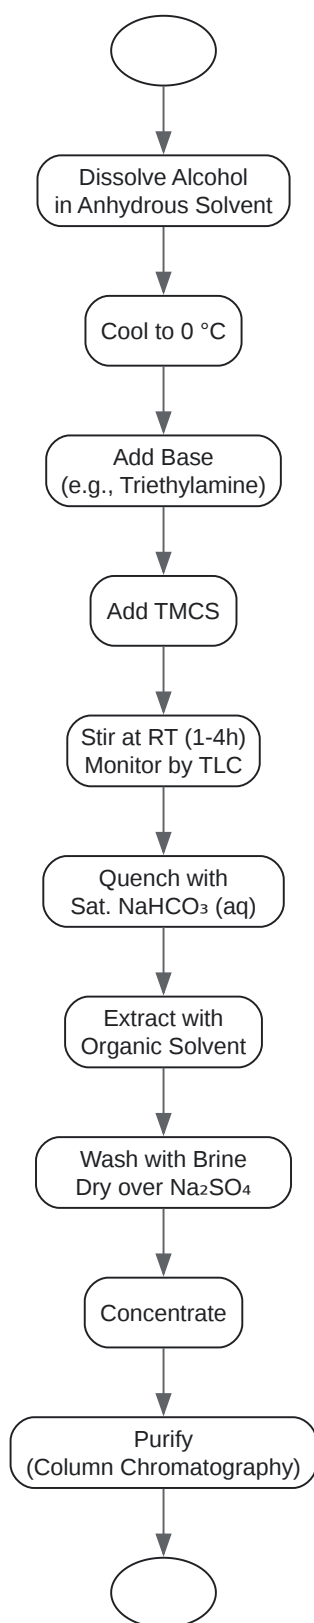 Dissolve Alcohol
in Anhydrous Solvent
Cool to 0 °C
Add Base
(e.g., Triethylamine)
Add TMCS
Stir at RT (1-4h)
Monitor by TLC
Quench with
Sat. NaHCO₃ (aq)
Extract with
Organic Solvent
Wash with Brine
Dry over Na₂SO₄
Concentrate
Purify
(Column Chromatography)